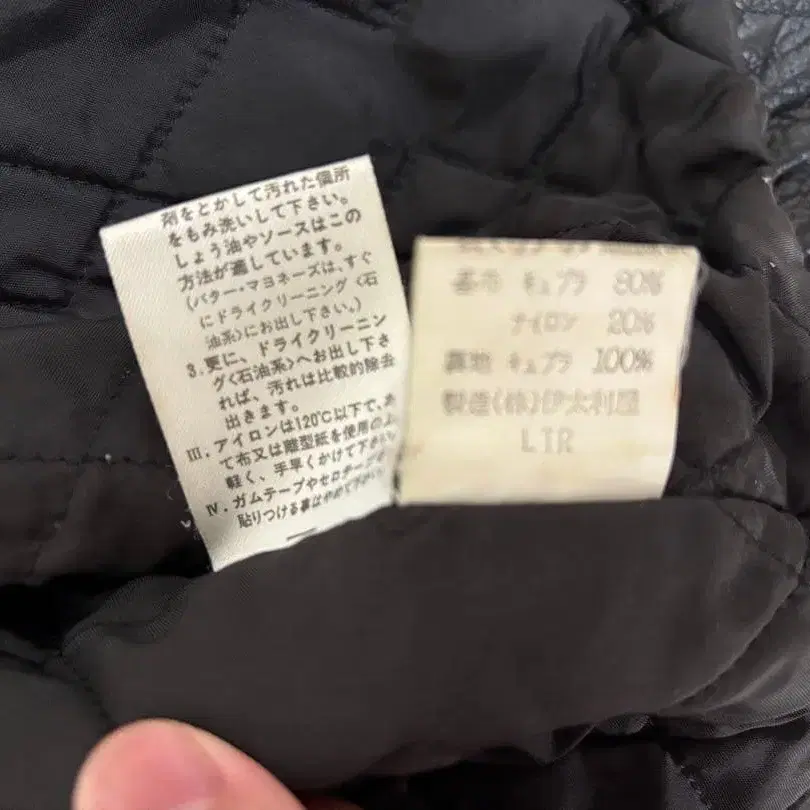 剤をとかして汚れた個所
をもみ洗いして下さい。
しょう油やソースはこの
方法が適しています。
(バター・マヨネーズは、すぐ
にドライクリーニング〈石
油系〉にお出し下さい。)
3.更に、ドライクリーニン
グ〈石油系〉へお出し下さ
れば、汚れは比較的除去
出きます。
III.アイロンは120℃以下で、あ
て布又は離型紙を使用の上
軽く、手早くかけて下さい。
IV.ガムテープやセロテープを
貼りつける事はやめて下さい。
基布 キュプラ 80%
ナイロン 20%
裏地 キュプラ 100%
製造(株)伊太利屋
LTR